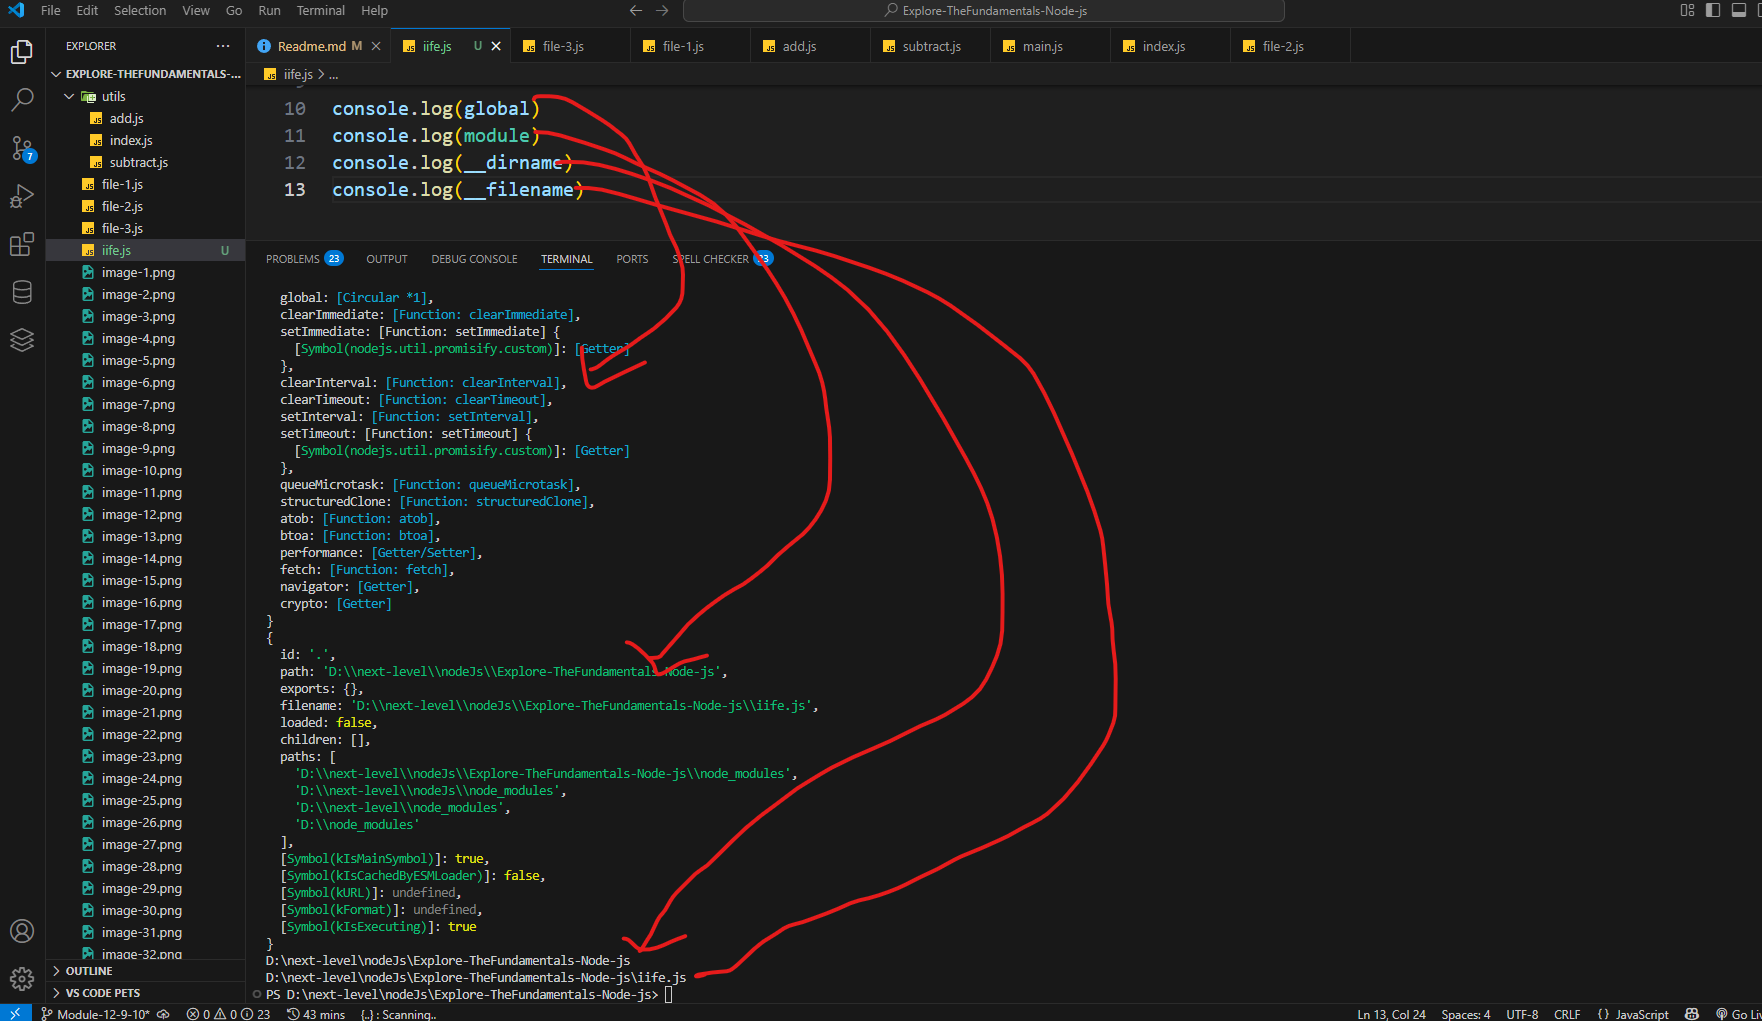 File Edit Selection View Go Run Terminal Help
Explore-TheFundamentals-Node-js
EXPLORER
Readme.md M
iife.js U
file-3.js
file-1.js
add.js
subtract.js
main.js
index.js
file-2.js
EXPLORE-THEFUNDAMENTALS-...
utils
add.js
index.js
subtract.js
file-1.js
file-2.js
file-3.js
iife.js U
image-1.png
image-2.png
image-3.png
image-4.png
image-5.png
image-6.png
image-7.png
image-8.png
image-9.png
image-10.png
image-11.png
image-12.png
image-13.png
image-14.png
image-15.png
image-16.png
image-17.png
image-18.png
image-19.png
image-20.png
image-21.png
image-22.png
image-23.png
image-24.png
image-25.png
image-26.png
image-27.png
image-28.png
image-29.png
image-30.png
image-31.png
image-32.png
OUTLINE
VS CODE PETS
7
iife.js > ...
10 console.log(global)
11 console.log(module)
12 console.log(__dirname)
13 console.log(__filename)
PROBLEMS 23 OUTPUT DEBUG CONSOLE TERMINAL PORTS SPELL CHECKER 23
global: [Circular *1],
clearImmediate: [Function: clearImmediate],
setImmediate: [Function: setImmediate] {
[Symbol(nodejs.util.promisify.custom)]: [Getter]
},
clearInterval: [Function: clearInterval],
clearTimeout: [Function: clearTimeout],
setInterval: [Function: setInterval],
setTimeout: [Function: setTimeout] {
[Symbol(nodejs.util.promisify.custom)]: [Getter]
},
queueMicrotask: [Function: queueMicrotask],
structuredClone: [Function: structuredClone],
atob: [Function: atob],
btoa: [Function: btoa],
performance: [Getter/Setter],
fetch: [Function: fetch],
navigator: [Getter],
crypto: [Getter]
}
{
id: '.',
path: 'D:\\next-level\\nodeJs\\Explore-TheFundamentals-Node-js',
exports: {},
filename: 'D:\\next-level\\nodeJs\\Explore-TheFundamentals-Node-js\\iife.js',
loaded: false,
children: [],
paths: [
'D:\\next-level\\nodeJs\\Explore-TheFundamentals-Node-js\\node_modules',
'D:\\next-level\\nodeJs\\node_modules',
'D:\\next-level\\node_modules',
'D:\\node_modules'
],
[Symbol(kIsMainSymbol)]: true,
[Symbol(kIsCachedByESMLoader)]: false,
[Symbol(kURL)]: undefined,
[Symbol(kFormat)]: undefined,
[Symbol(kIsExecuting)]: true
}
D:\next-level\nodeJs\Explore-TheFundamentals-Node-js
D:\next-level\nodeJs\Explore-TheFundamentals-Node-js\iife.js
PS D:\next-level\nodeJs\Explore-TheFundamentals-Node-js>
Module-12-9-10* 0 0 23 43 mins {..} : Scanning.. Ln 13, Col 24 Spaces: 4 UTF-8 CRLF {} JavaScript Go